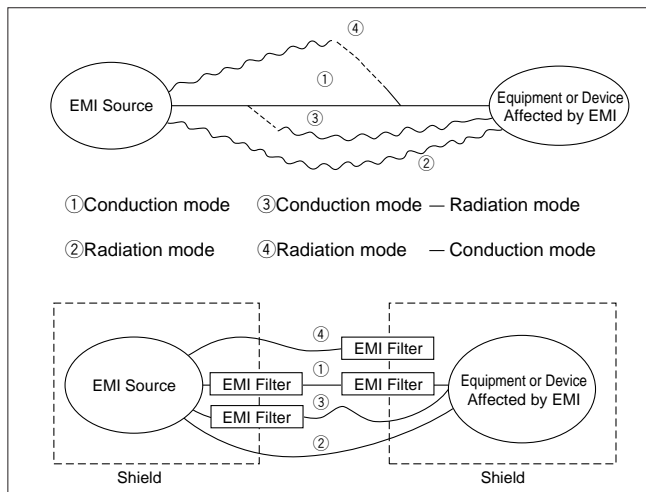 ④
①
EMI Source
Equipment or Device
Affected by EMI
③
②
①Conduction mode ③Conduction mode — Radiation mode
②Radiation mode ④Radiation mode — Conduction mode
④
EMI Filter
①
EMI Source
EMI Filter
EMI Filter
Equipment or Device
Affected by EMI
③
EMI Filter
②
Shield
Shield